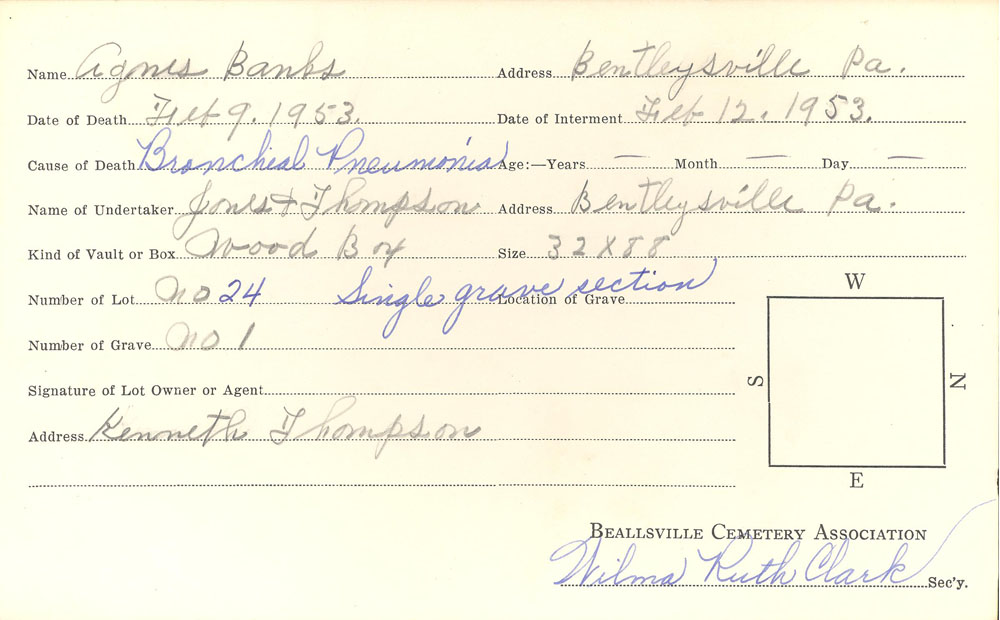 Name Agnes Banks Address Bentleysville Pa.
Date of Death Feb 9. 1953. Date of Interment Feb 12. 1953.
Cause of Death Bronchial Pneumonia Age:—Years — Month — Day —
Name of Undertaker Jones & Thompson Address Bentleysville Pa.
Kind of Vault or Box Wood Box Size 32X88
Number of Lot No 24 Single grave section Location of Grave
Number of Grave No 1
Signature of Lot Owner or Agent
Address Kenneth Thompson
W
S
N
E
BEALLSVILLE CEMETERY ASSOCIATION
Wilma Ruth Clark Sec'y.